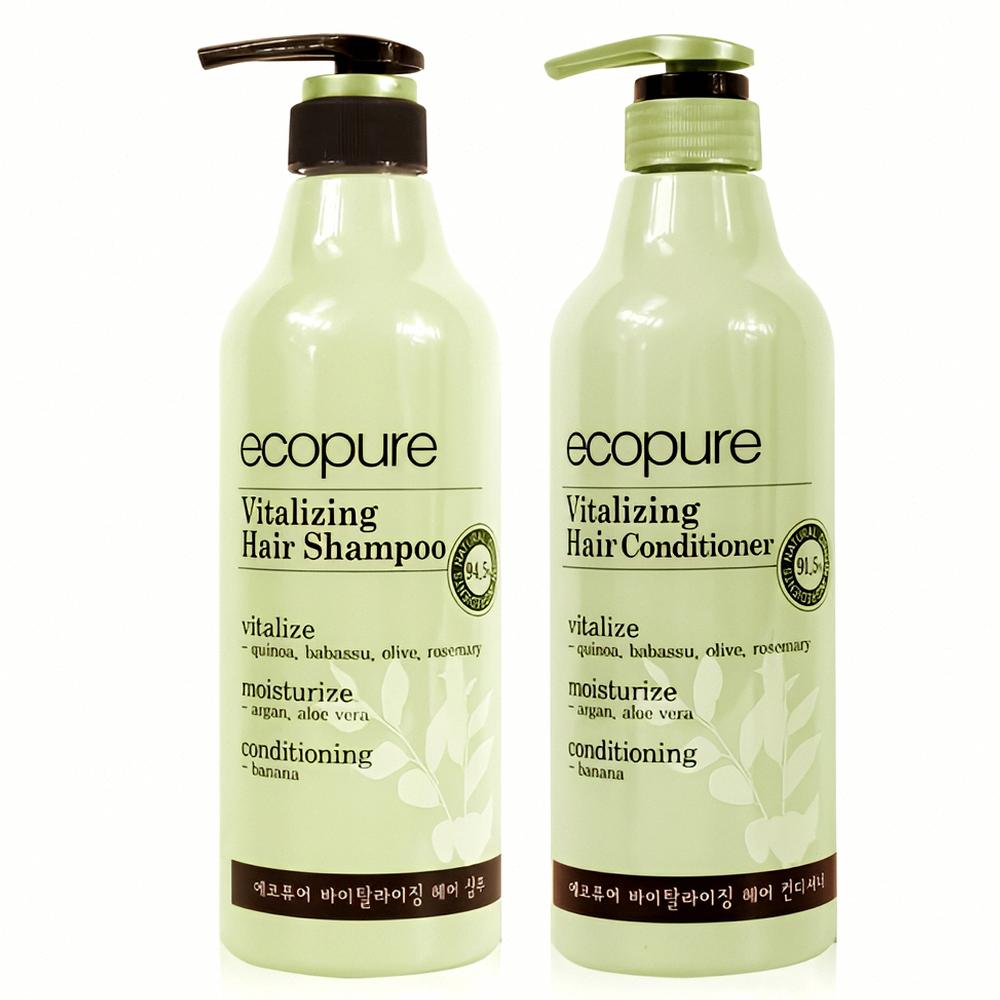 ecopure
Vitalizing
Hair Shampoo
94.5%
vitalize
- quinoa, babassu, olive, rosemary
moisturize
- argan, aloe vera
conditioning
- banana
에코퓨어 바이탈라이징 헤어 샴푸
ecopure
Vitalizing
Hair Conditioner
NATURAL ORIGIN INGREDIENTS
91.5%
vitalize
- quinoa, babassu, olive, rosemary
moisturize
- argan, aloe vera
conditioning
- banana
에코퓨어 바이탈라이징 헤어 컨디셔너